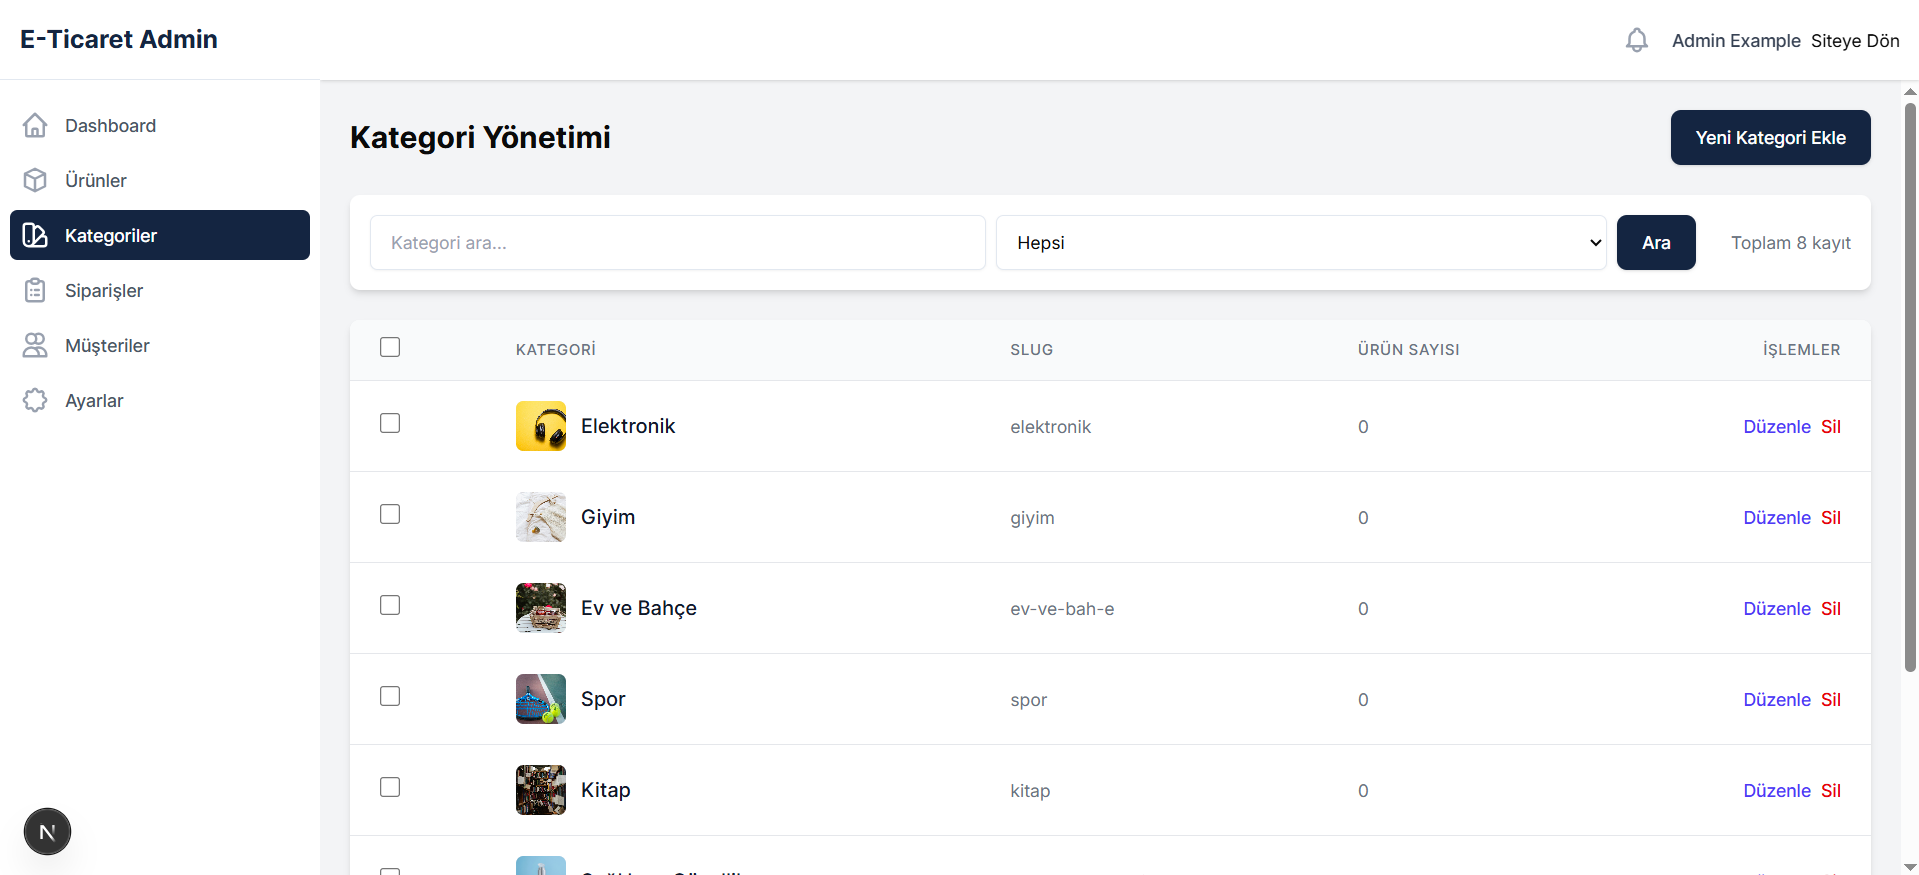 E-Ticaret Admin
Admin Example Siteye Dön
Dashboard
Ürünler
Kategoriler
Siparişler
Müşteriler
Ayarlar
N
Kategori Yönetimi
Yeni Kategori Ekle
Kategori ara...
Hepsi
Ara
Toplam 8 kayıt
KATEGORİ SLUG ÜRÜN SAYISI İŞLEMLER
Elektronik elektronik 0 Düzenle Sil
Giyim giyim 0 Düzenle Sil
Ev ve Bahçe ev-ve-bah-e 0 Düzenle Sil
Spor spor 0 Düzenle Sil
Kitap kitap 0 Düzenle Sil